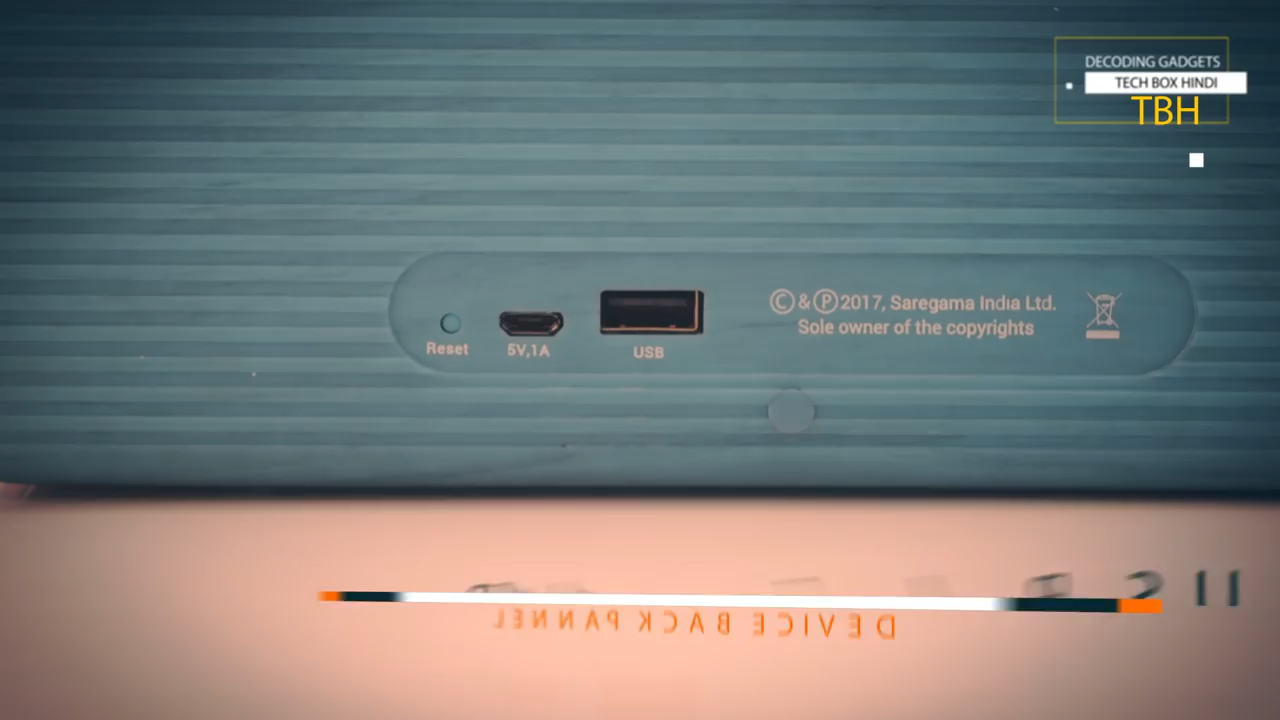 DECODING GADGETS
TECH BOX HINDI
TBH
Reset
5V,1A
USB
Ⓒ&Ⓟ2017, Saregama India Ltd.
Sole owner of the copyrights
DEVICE BACK PANNEL